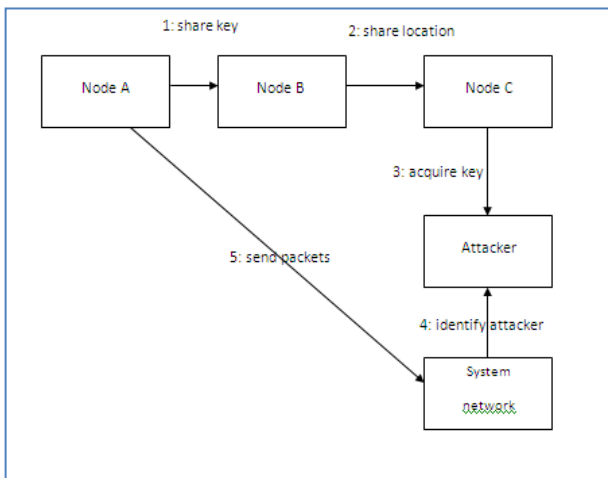 1: share key
2: share location
Node A
Node B
Node C
3: acquire key
Attacker
5: send packets
4: identify attacker
System
network